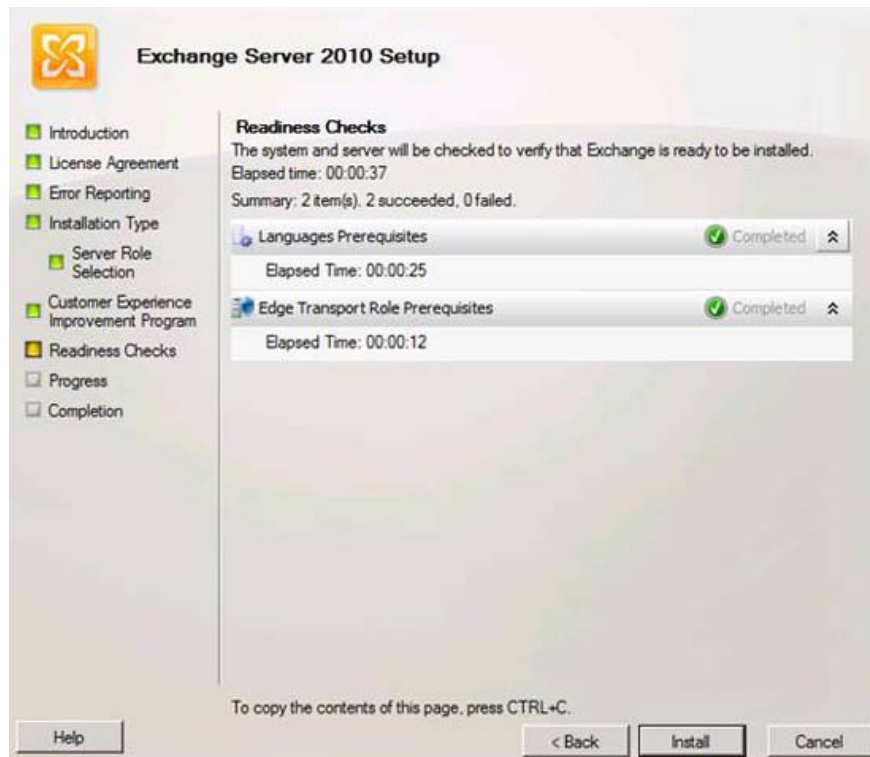 Exchange Server 2010 Setup
Introduction
License Agreement
Error Reporting
Installation Type
Server Role
Selection
Customer Experience
Improvement Program
Readiness Checks
Progress
Completion
Readiness Checks
The system and server will be checked to verify that Exchange is ready to be installed.
Elapsed time: 00:00:37
Summary: 2 item(s). 2 succeeded, 0 failed.
Languages Prerequisites Completed
Elapsed Time: 00:00:25
Edge Transport Role Prerequisites Completed
Elapsed Time: 00:00:12
To copy the contents of this page, press CTRL+C.
Help < Back Install Cancel